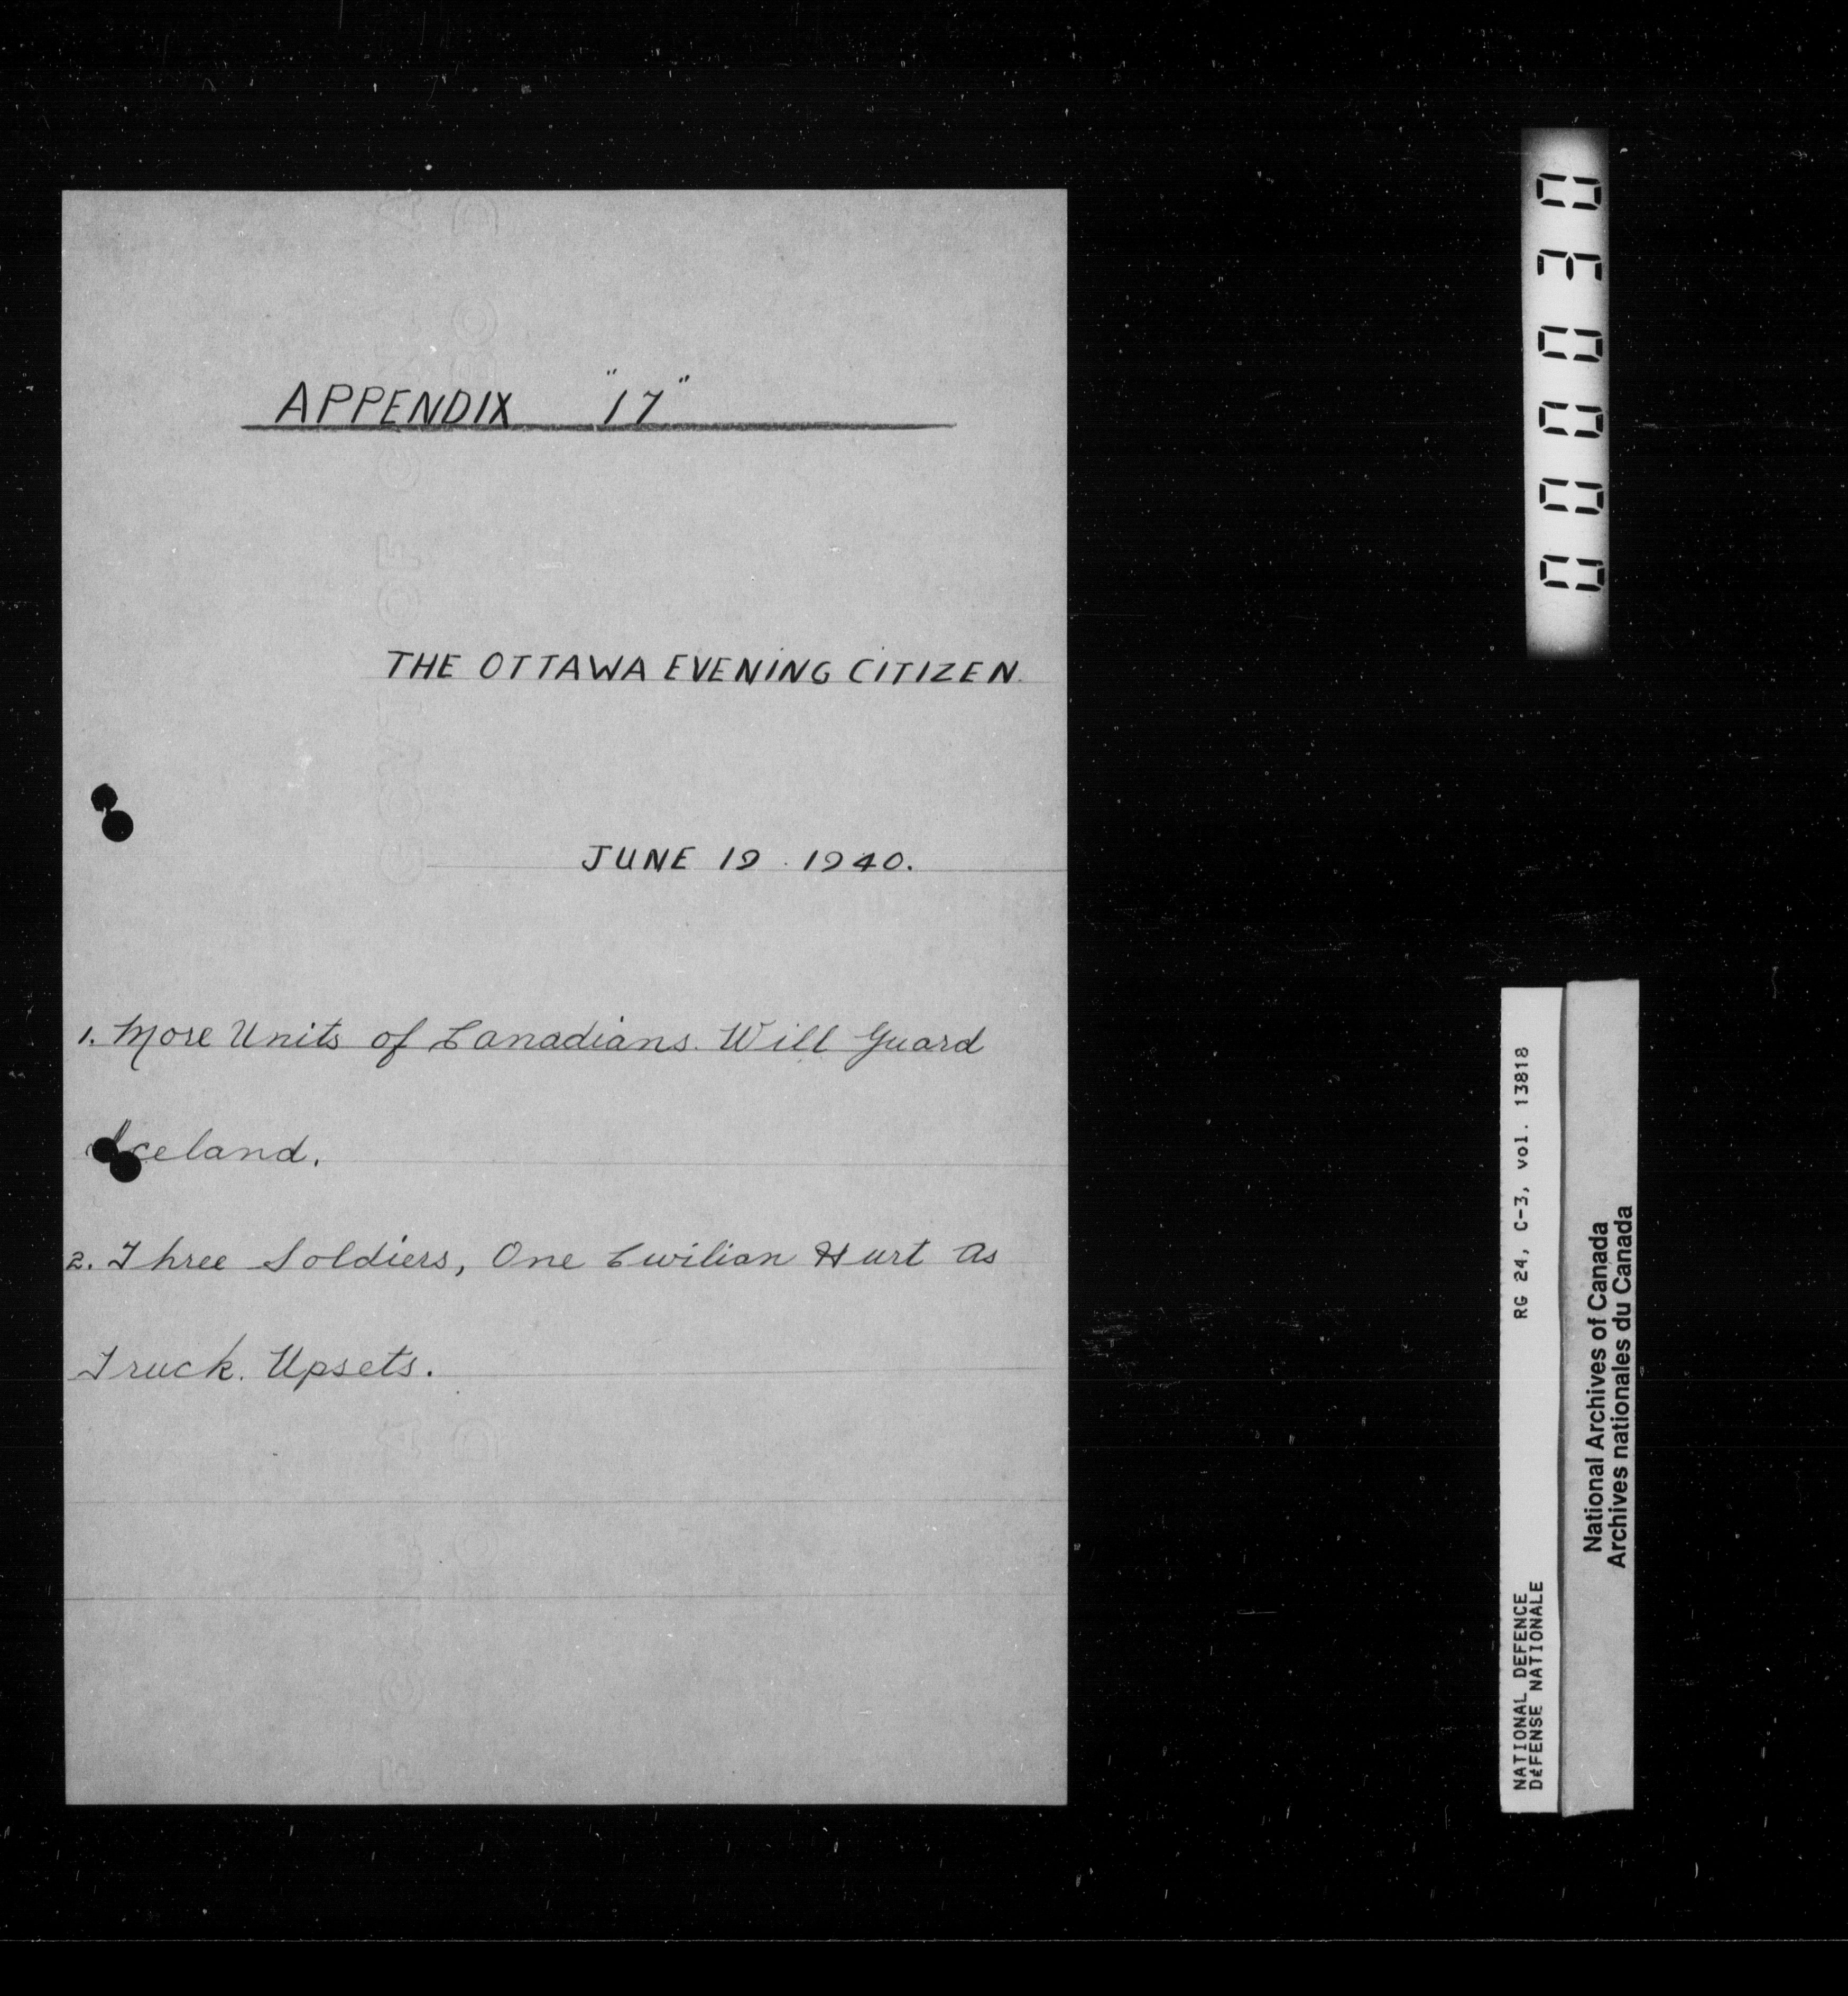 APPENDIX "17"
THE OTTAWA EVENING CITIZEN.
JUNE 19 1940.
1. More Units of Canadians. Will Guard
Iceland.
2. Three Soldiers, One Civilian Hurt As
Truck. Upsets.
000030
RG 24, C-3, vol. 13818
NATIONAL DEFENCE
DéFENSE NATIONALE
National Archives of Canada
Archives nationales du Canada